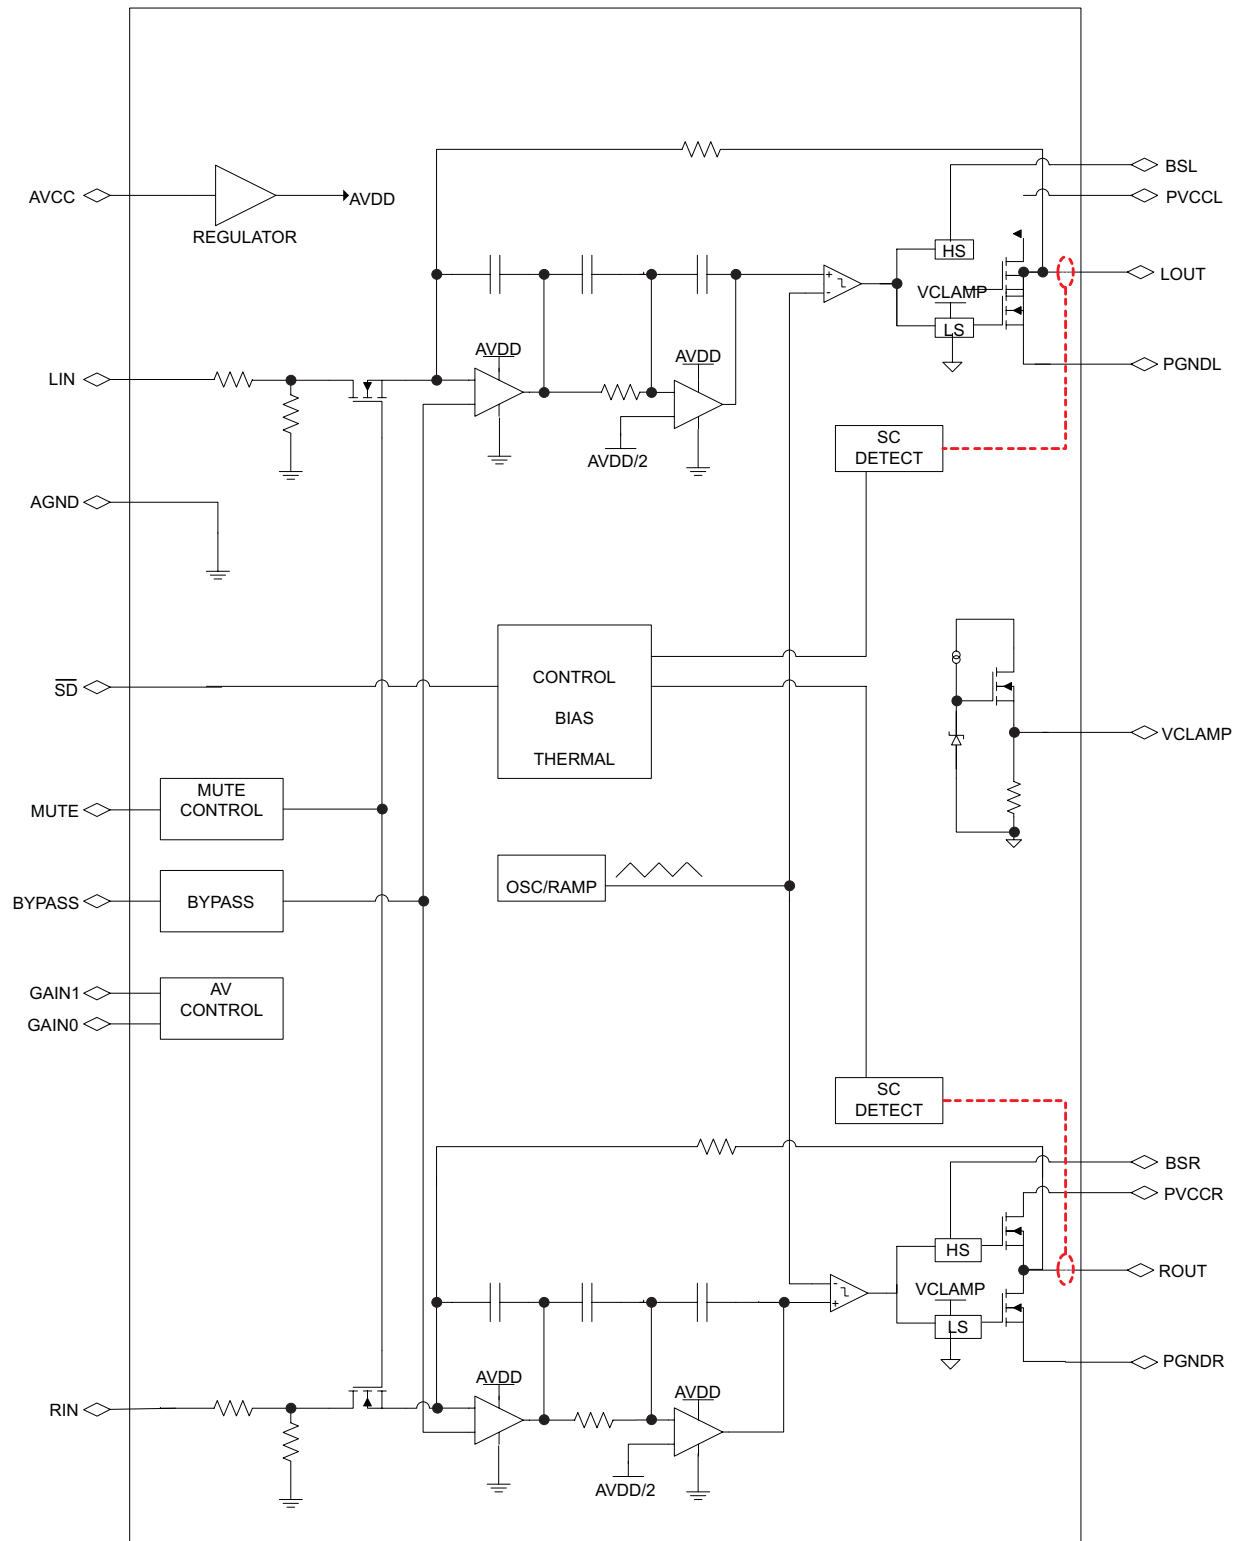 BSL
PVCCL
AVCC
AVDD
REGULATOR
HS
LOUT
VCLAMP
LS
AVDD
AVDD
LIN
PGNDL
SC
DETECT
AVDD/2
AGND
SD
CONTROL
BIAS
THERMAL
VCLAMP
MUTE
MUTE
CONTROL
OSC/RAMP
BYPASS
BYPASS
GAIN1
GAIN0
AV
CONTROL
SC
DETECT
BSR
PVCCR
HS
ROUT
VCLAMP
LS
+
-
+
-
AVDD
AVDD
PGNDR
RIN
AVDD/2